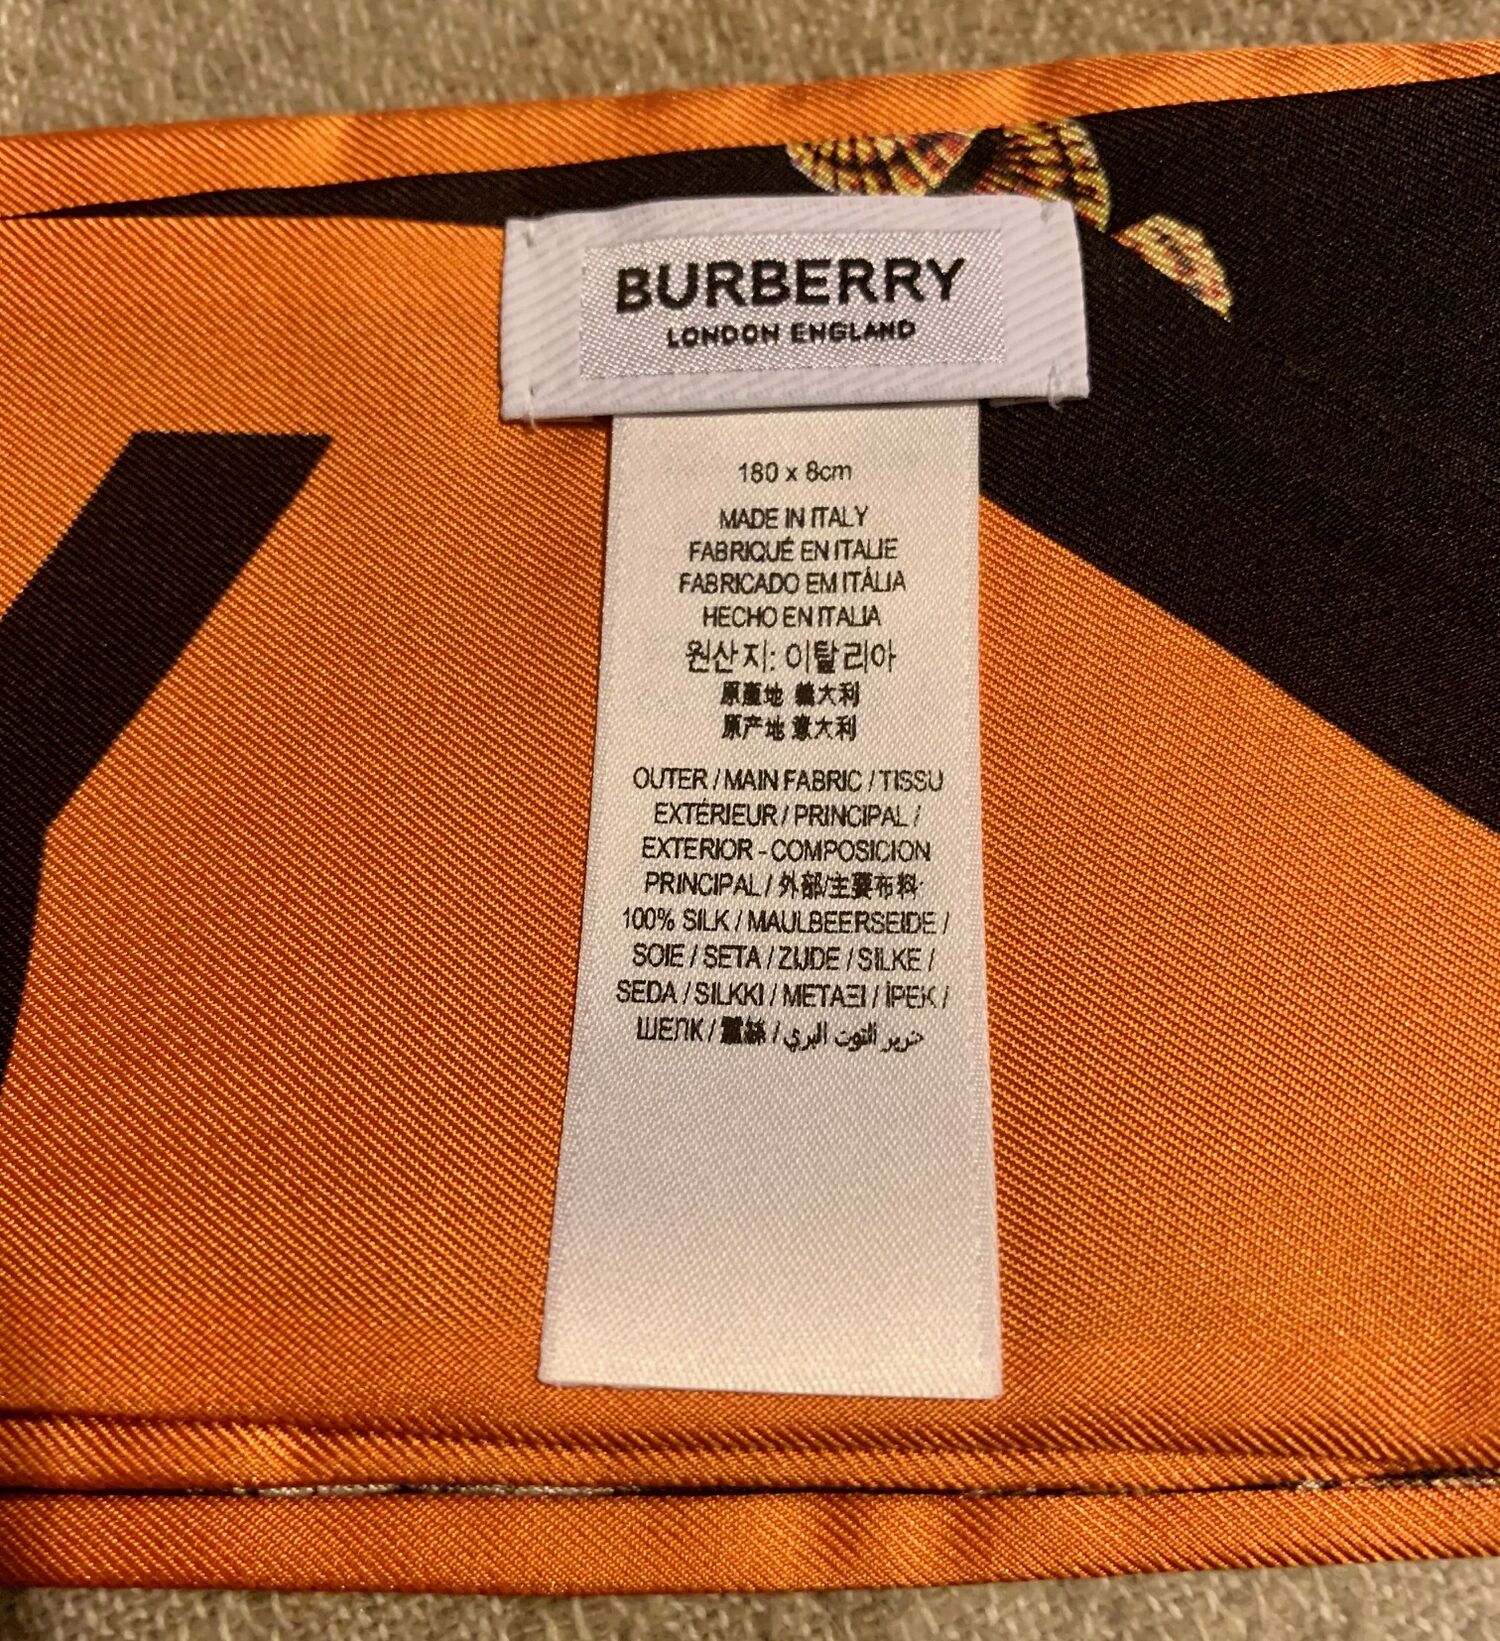 BURBERRY
LONDON ENGLAND
180 x 8cm
MADE IN ITALY
FABRIQUÉ EN ITALIE
FABRICADO EM ITÁLIA
HECHO EN ITALIA
원산지: 이탈리아
原產地 義大利
原产地 意大利
OUTER / MAIN FABRIC / TISSU
EXTÉRIEUR / PRINCIPAL /
EXTERIOR - COMPOSICION
PRINCIPAL / 外部/主要布料:
100% SILK / MAULBEERSEIDE /
SOIE / SETA / ZIJDE / SILKE /
SEDA / SILKKI / ΜΕΤΑΞΙ / İPEK /
ШЕЛК / 蠶絲 / حرير التوت البري